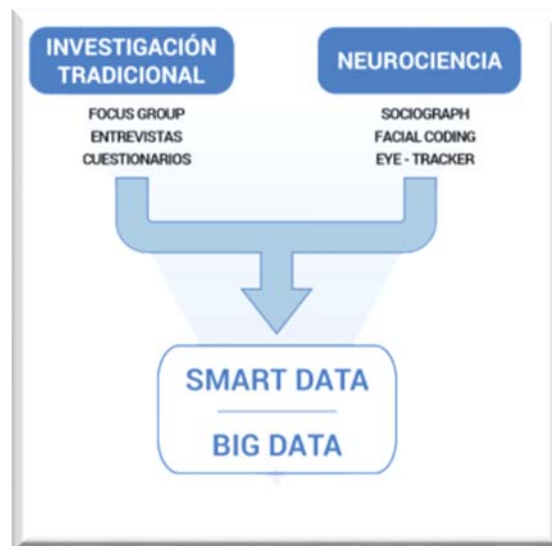 INVESTIGACIÓN
TRADICIONAL
FOCUS GROUP
ENTREVISTAS
CUESTIONARIOS
NEUROCIENCIA
SOCIOGRAPH
FACIAL CODING
EYE - TRACKER
SMART DATA
BIG DATA